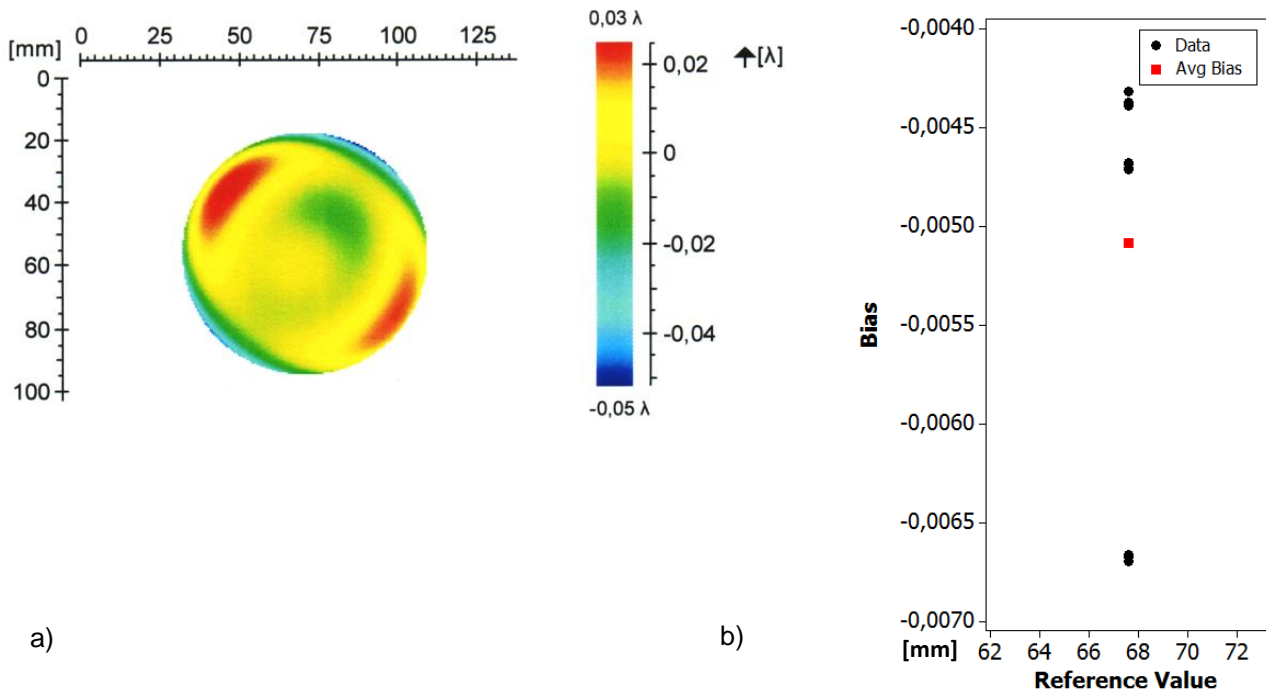 [mm] 0 25 50 75 100 125
0
20
40
60
80
100
0,03 λ
0,02
[λ]
0
-0,02
-0,04
-0,05 λ
a)
-0,0040
-0,0045
-0,0050
-0,0055
-0,0060
-0,0065
-0,0070
Bias
Data
Avg Bias
[mm] 62 64 66 68 70 72
Reference Value
b)